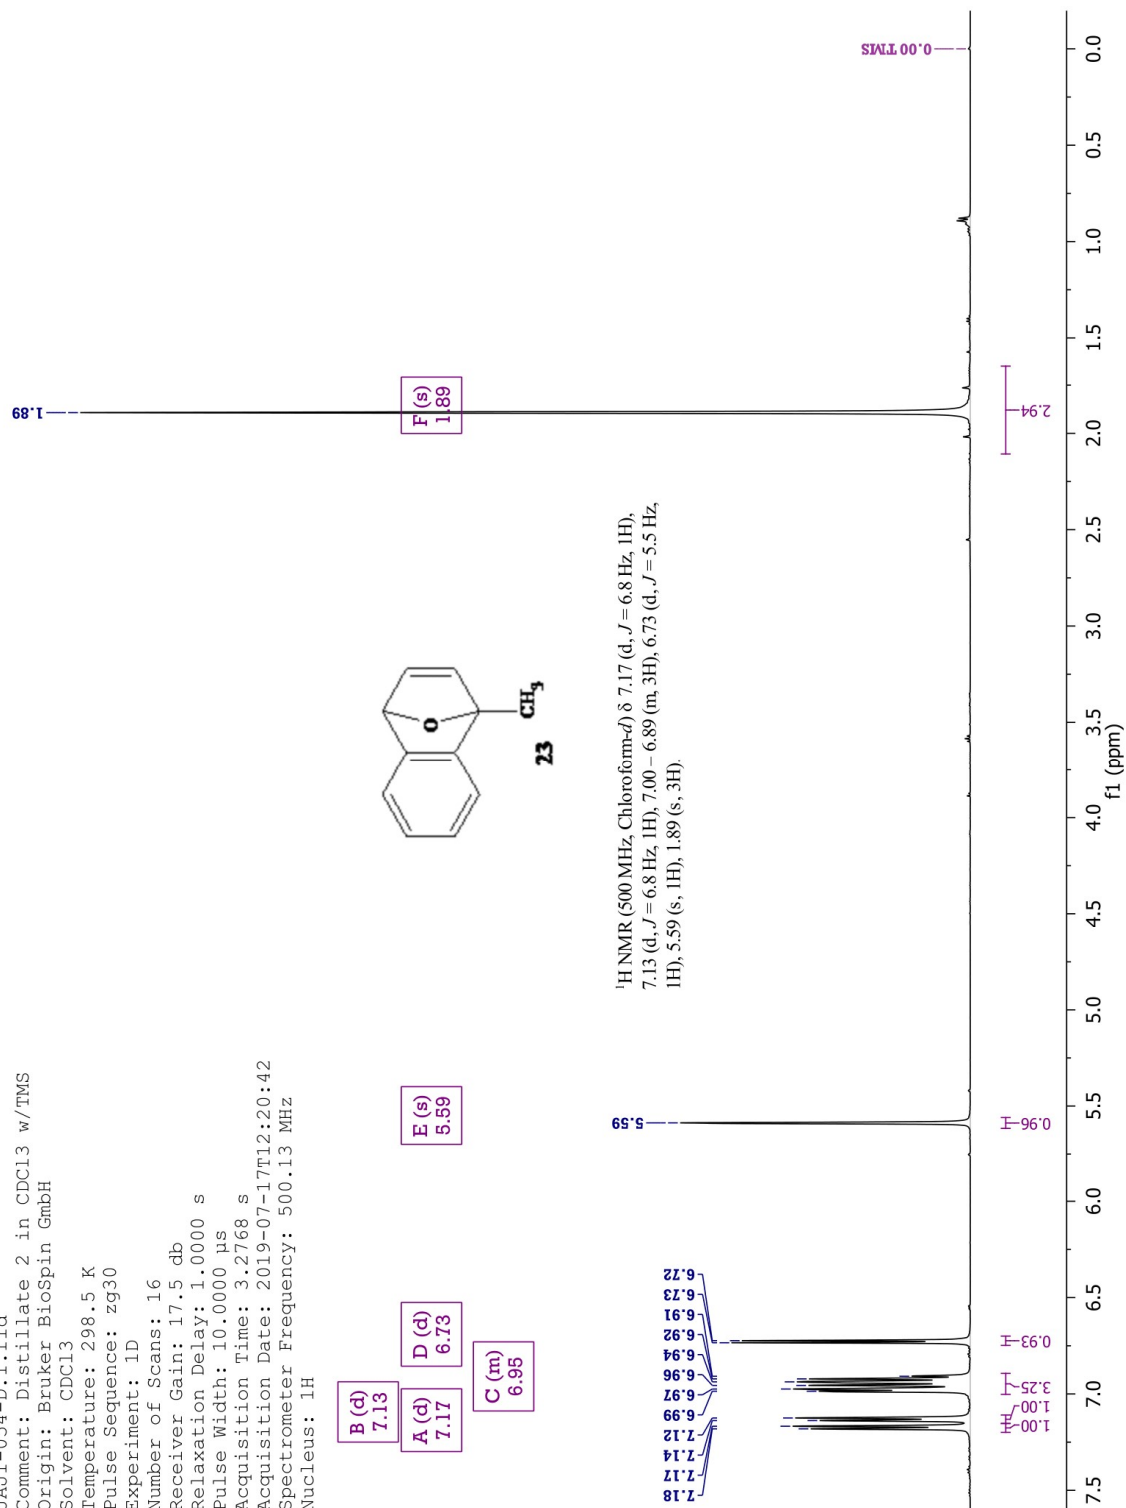 Comment: Distillate 2 in CDCl3 w/TMS
Origin: Bruker BioSpin GmbH
Solvent: CDCl3
Temperature: 298.5 K
Pulse Sequence: zg30
Experiment: 1D
Number of Scans: 16
Receiver Gain: 17.5 db
Relaxation Delay: 1.0000 s
Pulse Width: 10.0000 µs
Acquisition Time: 3.2768 s
Acquisition Date: 2019-07-17T12:20:42
Spectrometer Frequency: 500.13 MHz
Nucleus: 1H
B (d)
7.13
A (d)
7.17
D (d)
6.73
C (m)
6.95
E (s)
5.59
F (s)
1.89
O
CH3
23
¹H NMR (500 MHz, Chloroform-d) δ 7.17 (d, J = 6.8 Hz, 1H),
7.13 (d, J = 6.8 Hz, 1H), 7.00 – 6.89 (m, 3H), 6.73 (d, J = 5.5 Hz,
1H), 5.59 (s, 1H), 1.89 (s, 3H).
7.18
7.17
7.14
7.12
6.99
6.97
6.96
6.94
6.92
6.91
6.73
6.72
5.59
1.89
0.00 TMS
1.00
1.00
3.25
0.93
0.96
2.94
7.5
7.0
6.5
6.0
5.5
5.0
4.5
4.0
3.5
3.0
2.5
2.0
1.5
1.0
0.5
0.0
f1 (ppm)